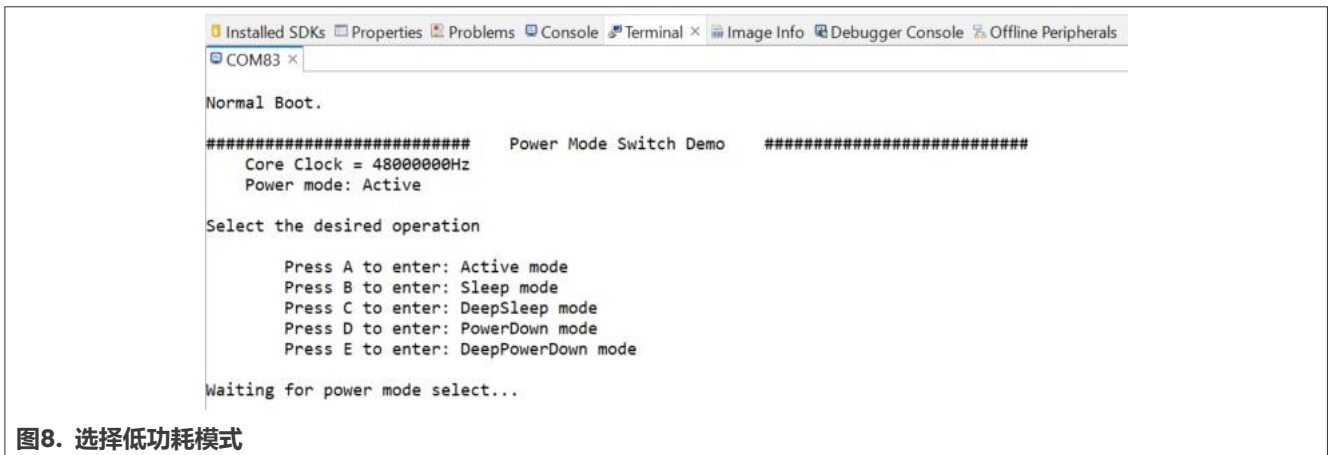 Installed SDKs Properties Problems Console Terminal × Image Info Debugger Console Offline Peripherals
COM83 ×
Normal Boot.
########################### Power Mode Switch Demo ###########################
Core Clock = 48000000Hz
Power mode: Active
Select the desired operation
Press A to enter: Active mode
Press B to enter: Sleep mode
Press C to enter: DeepSleep mode
Press D to enter: PowerDown mode
Press E to enter: DeepPowerDown mode
Waiting for power mode select...
图8. 选择低功耗模式